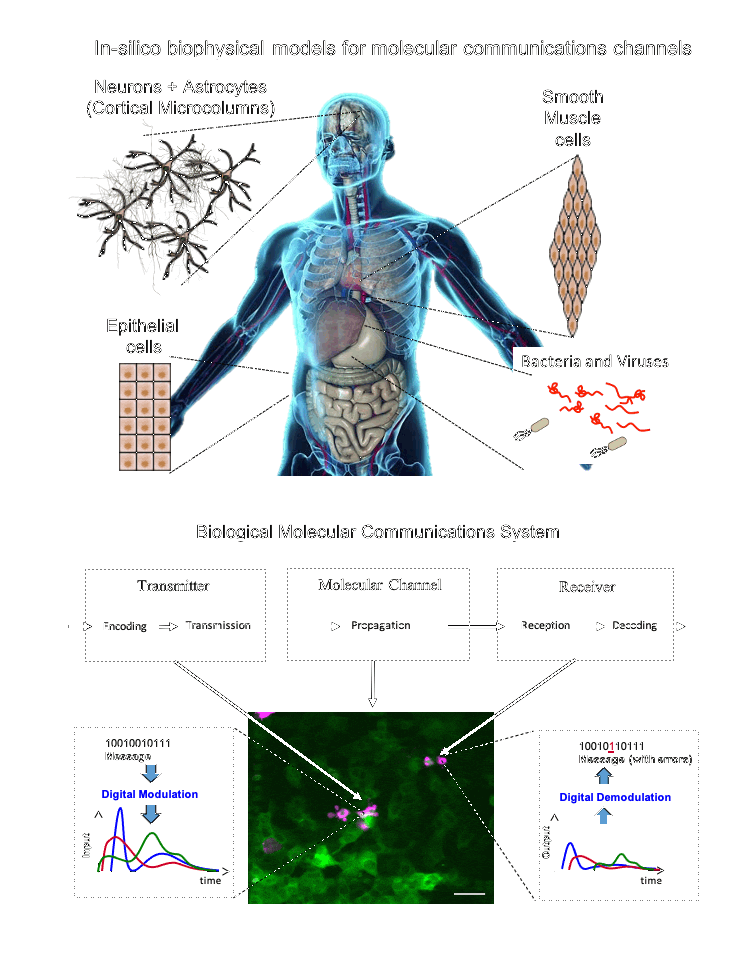 In-silico biophysical models for molecular communications channels
Neurons + Astrocytes
(Cortical Microcolumns)
Smooth
Muscle
cells
Epithelial
cells
Bacteria and Viruses
Biological Molecular Communications System
Transmitter
Molecular Channel
Receiver
Encoding
Transmission
Propagation
Reception
Decoding
10010010111
Message
Digital Modulation
Input
time
10010110111
Message (with errors)
Digital Demodulation
Output
time